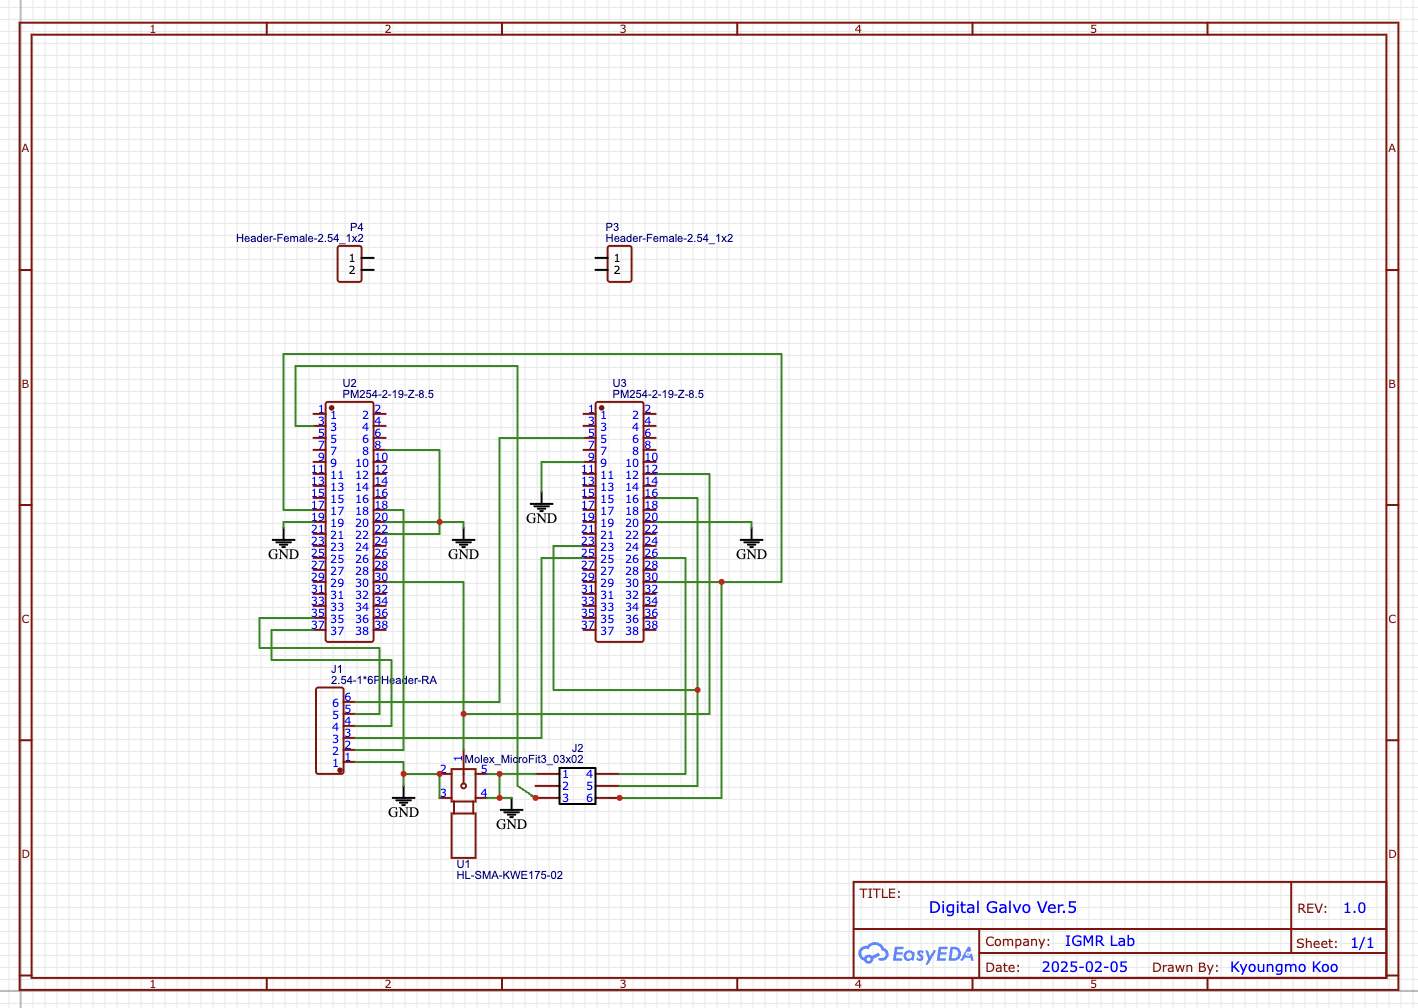 1 2 3 4 5
A A
P4
Header-Female-2.54_1x2
1
2
P3
Header-Female-2.54_1x2
1
2
B B
U2
PM254-2-19-Z-8.5
1 1 2 2
3 3 4 4
5 5 6 6
7 7 8 8
9 9 10 10
11 11 12 12
13 13 14 14
15 15 16 16
17 17 18 18
19 19 20 20
21 21 22 22
23 23 24 24
25 25 26 26
27 27 28 28
29 29 30 30
31 31 32 32
33 33 34 34
35 35 36 36
37 37 38 38
GND
GND
U3
PM254-2-19-Z-8.5
1 1 2 2
3 3 4 4
5 5 6 6
7 7 8 8
9 9 10 10
11 11 12 12
13 13 14 14
15 15 16 16
17 17 18 18
19 19 20 20
21 21 22 22
23 23 24 24
25 25 26 26
27 27 28 28
29 29 30 30
31 31 32 32
33 33 34 34
35 35 36 36
37 37 38 38
GND
GND
C C
J1
2.54-1*6PHeader-RA
6 6
5 5
4 4
3 3
2 2
1 1
GND
1
2 5
3 4
U1
HL-SMA-KWE175-02
GND
J2
Molex_MicroFit3_03x02
1 4
2 5
3 6
D D
TITLE:
Digital Galvo Ver.5
REV: 1.0
EasyEDA
Company: IGMR Lab
Sheet: 1/1
Date: 2025-02-05 Drawn By: Kyoungmo Koo
1 2 3 4 5